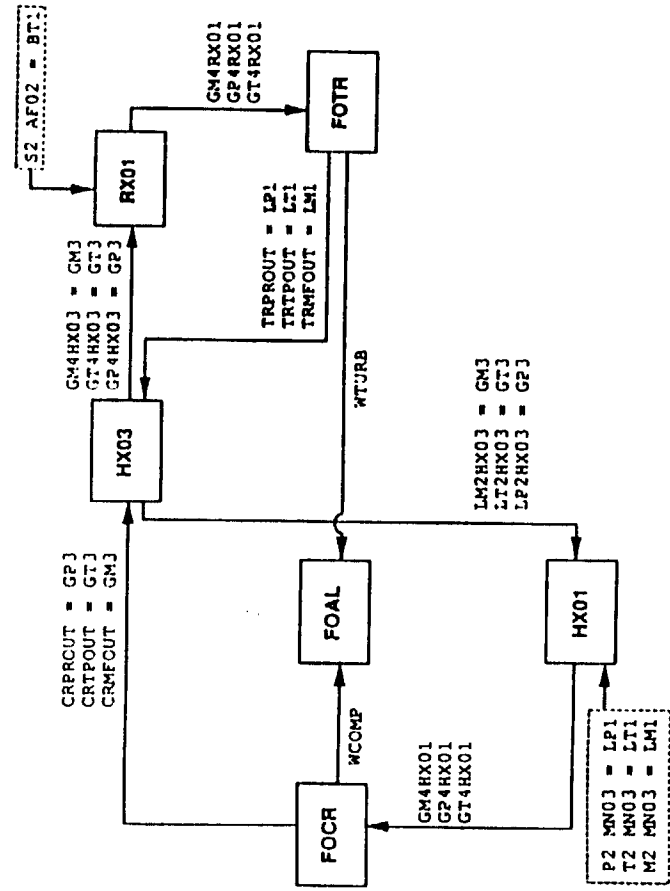 S2 AF02 = BT1
GM4HX03 = GM3
GT4HX03 = GT3
GP4HX03 = GP3
RX01
GM4RX01
GP4RX01
GT4RX01
FOTR
TRPROUT = LP1
TRTPOUT = LT1
TRMFOUT = LM1
HX03
WTURB
CRPROUT = GP3
CRTPOUT = GT3
CRMFOUT = GM3
LM2HX03 = GM3
LT2HX03 = GT3
LP2HX03 = GP3
FOAL
HX01
WCOMP
FOCR
GM4HX01
GP4HX01
GT4HX01
P2 MN03 = LP1
T2 MN03 = LT1
M2 MN03 = LM1